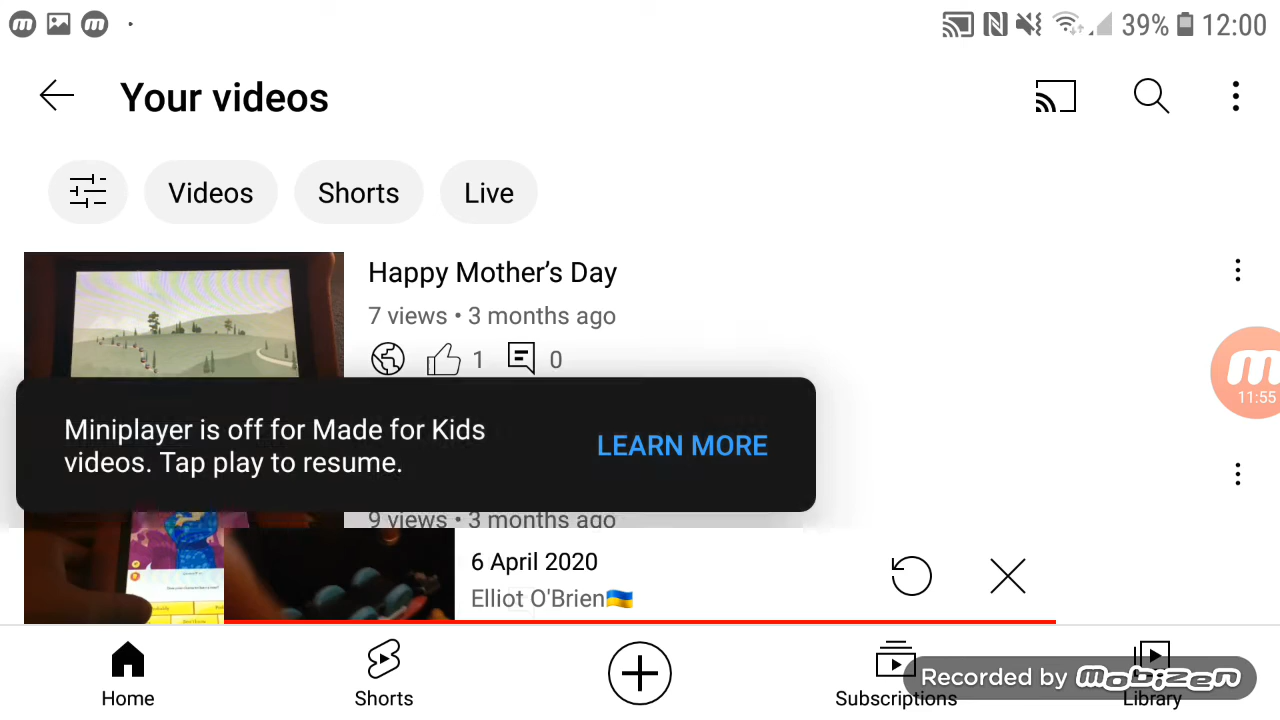 39% 12:00
Your videos
Videos
Shorts
Live
Happy Mother's Day
7 views • 3 months ago
1
0
11:55
Miniplayer is off for Made for Kids
videos. Tap play to resume.
LEARN MORE
9 views • 3 months ago
6 April 2020
Elliot O'Brien🇺🇦
Home
Shorts
Subscriptions
Library
Recorded by mobizen